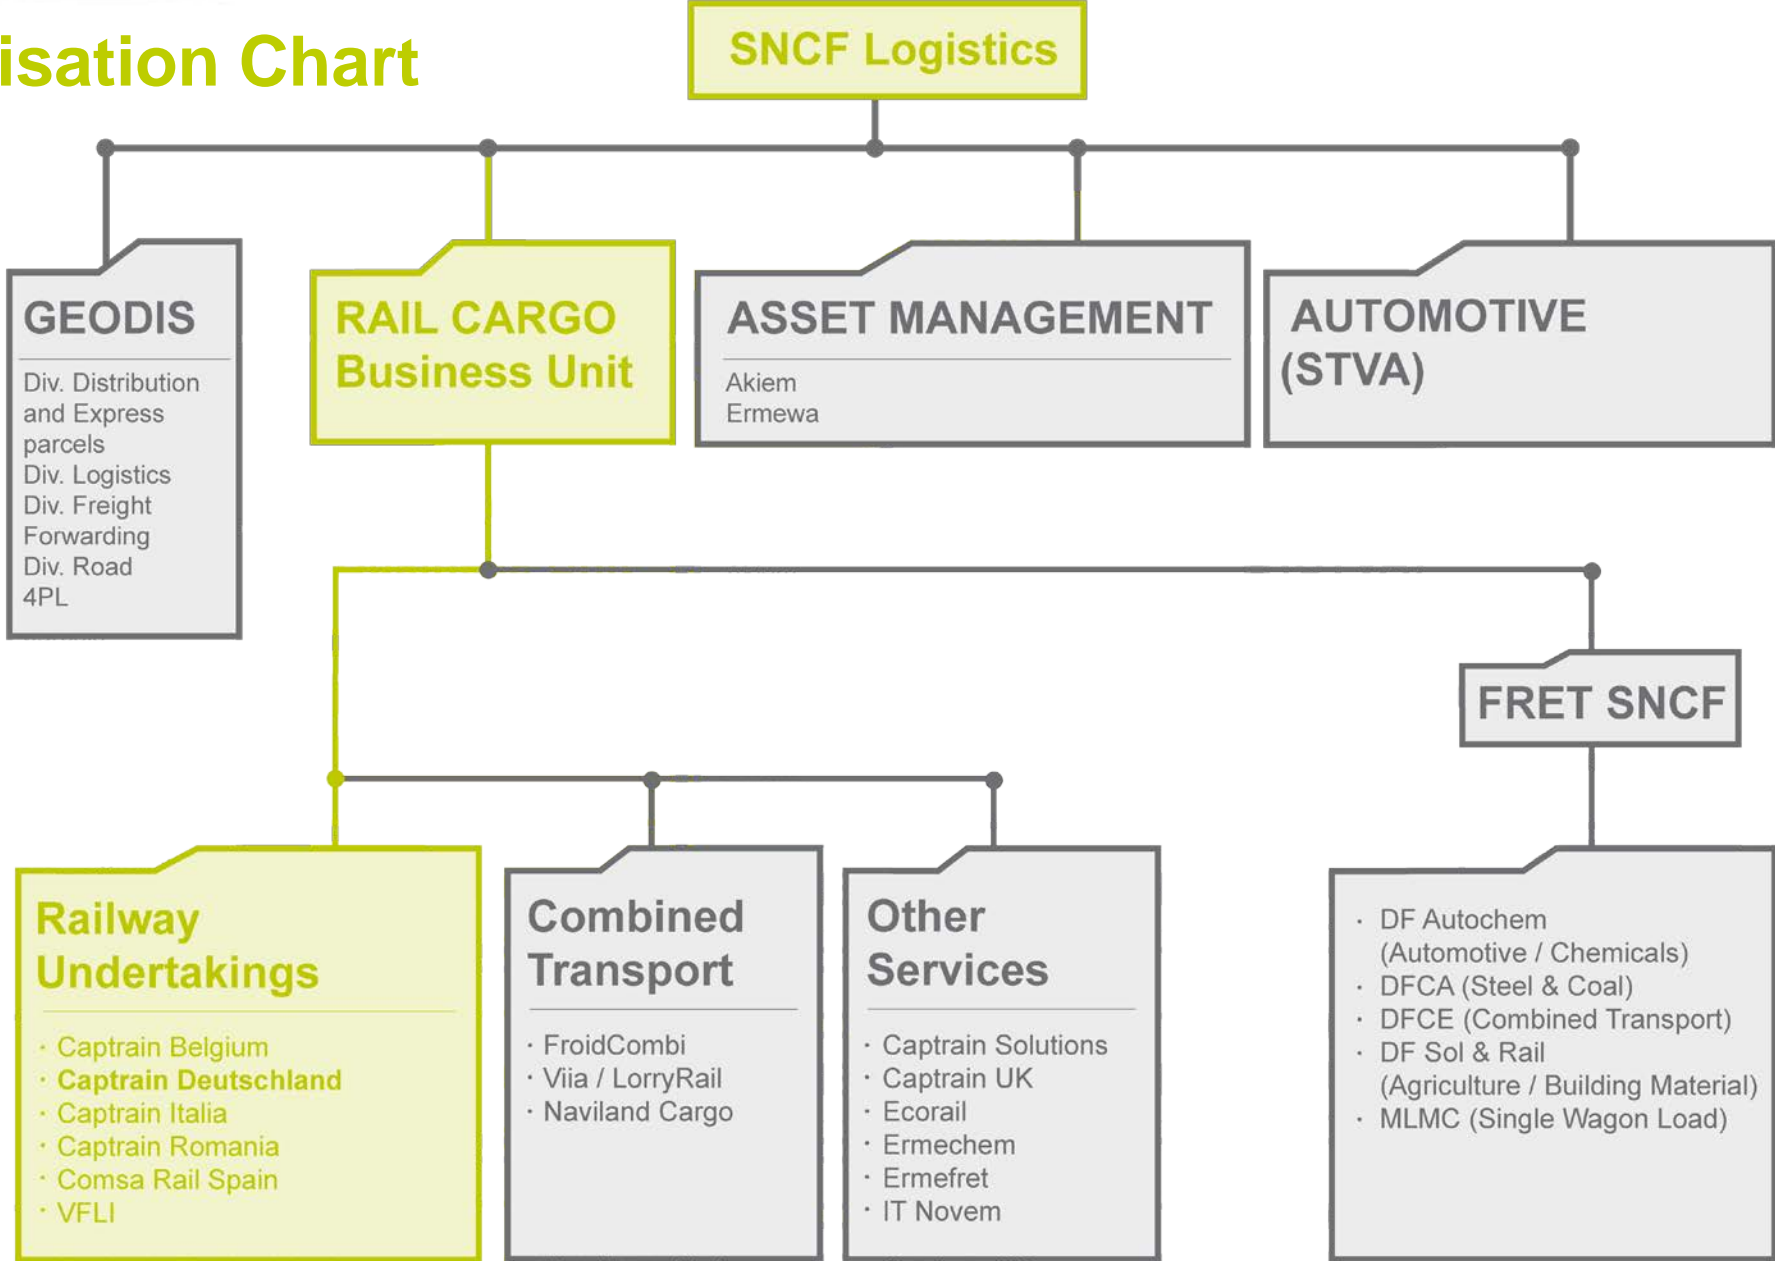 isation Chart
SNCF Logistics
GEODIS
Div. Distribution
and Express
parcels
Div. Logistics
Div. Freight
Forwarding
Div. Road
4PL
RAIL CARGO
Business Unit
ASSET MANAGEMENT
Akiem
Ermewa
AUTOMOTIVE
(STVA)
FRET SNCF
Railway
Undertakings
· Captrain Belgium
· Captrain Deutschland
· Captrain Italia
· Captrain Romania
· Comsa Rail Spain
· VFLI
Combined
Transport
· FroidCombi
· Viia / LorryRail
· Naviland Cargo
Other
Services
· Captrain Solutions
· Captrain UK
· Ecorail
· Ermechem
· Ermefret
· IT Novem
· DF Autochem
(Automotive / Chemicals)
· DFCA (Steel & Coal)
· DFCE (Combined Transport)
· DF Sol & Rail
(Agriculture / Building Material)
· MLMC (Single Wagon Load)